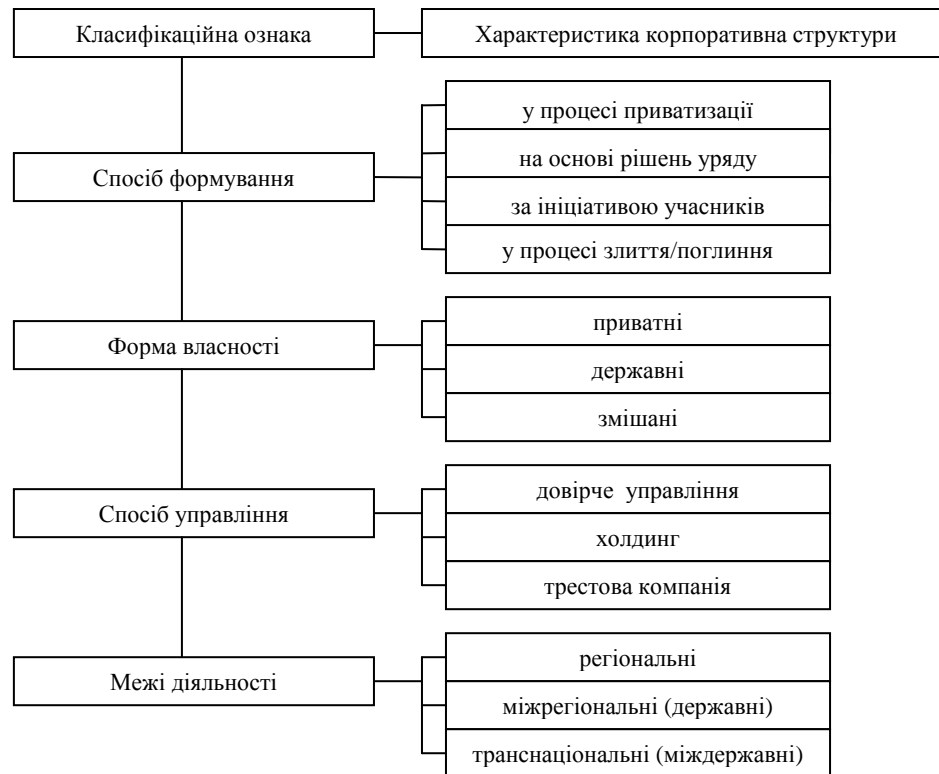 Класифікаційна ознака
Характеристика корпоративна структури
Спосіб формування
у процесі приватизації
на основі рішень уряду
за ініціативою учасників
у процесі злиття/поглиння
Форма власності
приватні
державні
змішані
Спосіб управління
довірче управління
холдинг
трестова компанія
Межі діяльності
регіональні
міжрегіональні (державні)
транснаціональні (міждержавні)